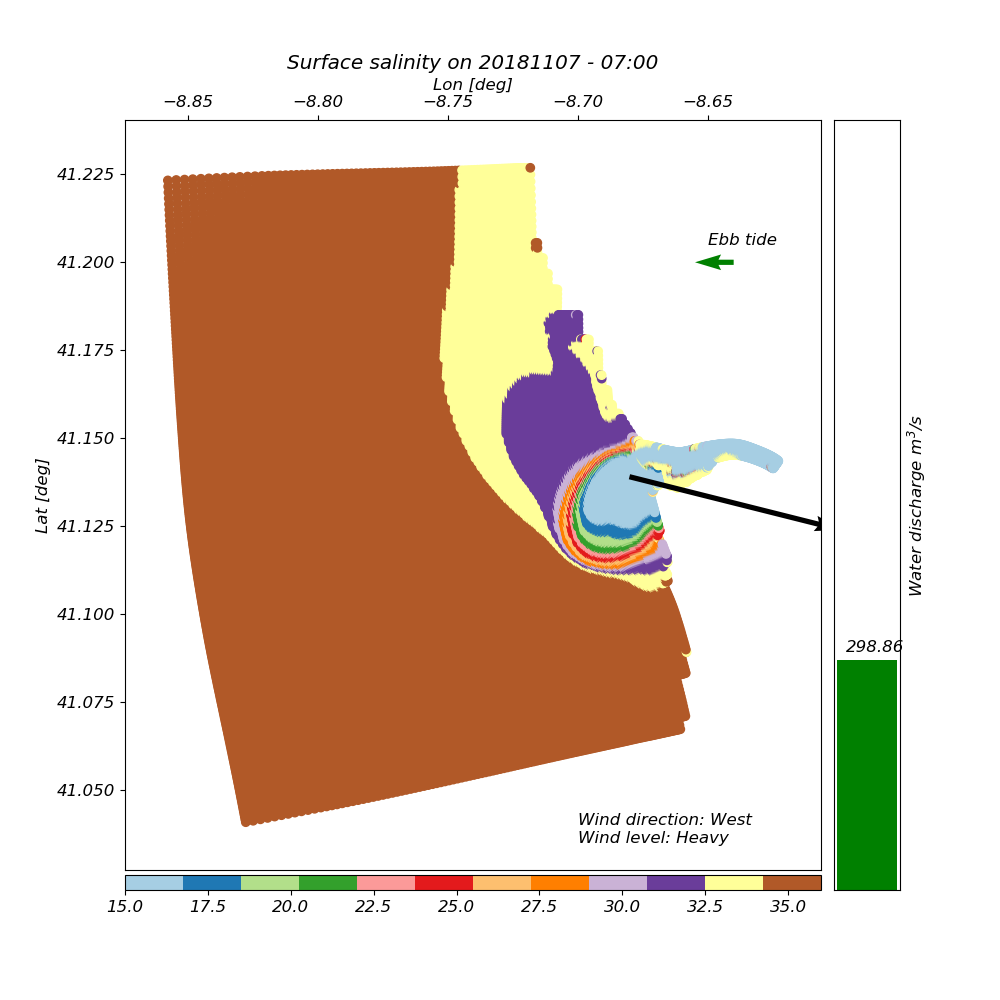 Surface salinity on 20181107 - 07:00
Lon [deg]
−8.85 −8.80 −8.75 −8.70 −8.65
41.225
Ebb tide
41.200
41.175
41.150
41.125
41.100
41.075
41.050
Lat [deg]
Water discharge m³/s
298.86
Wind direction: West
Wind level: Heavy
15.0 17.5 20.0 22.5 25.0 27.5 30.0 32.5 35.0